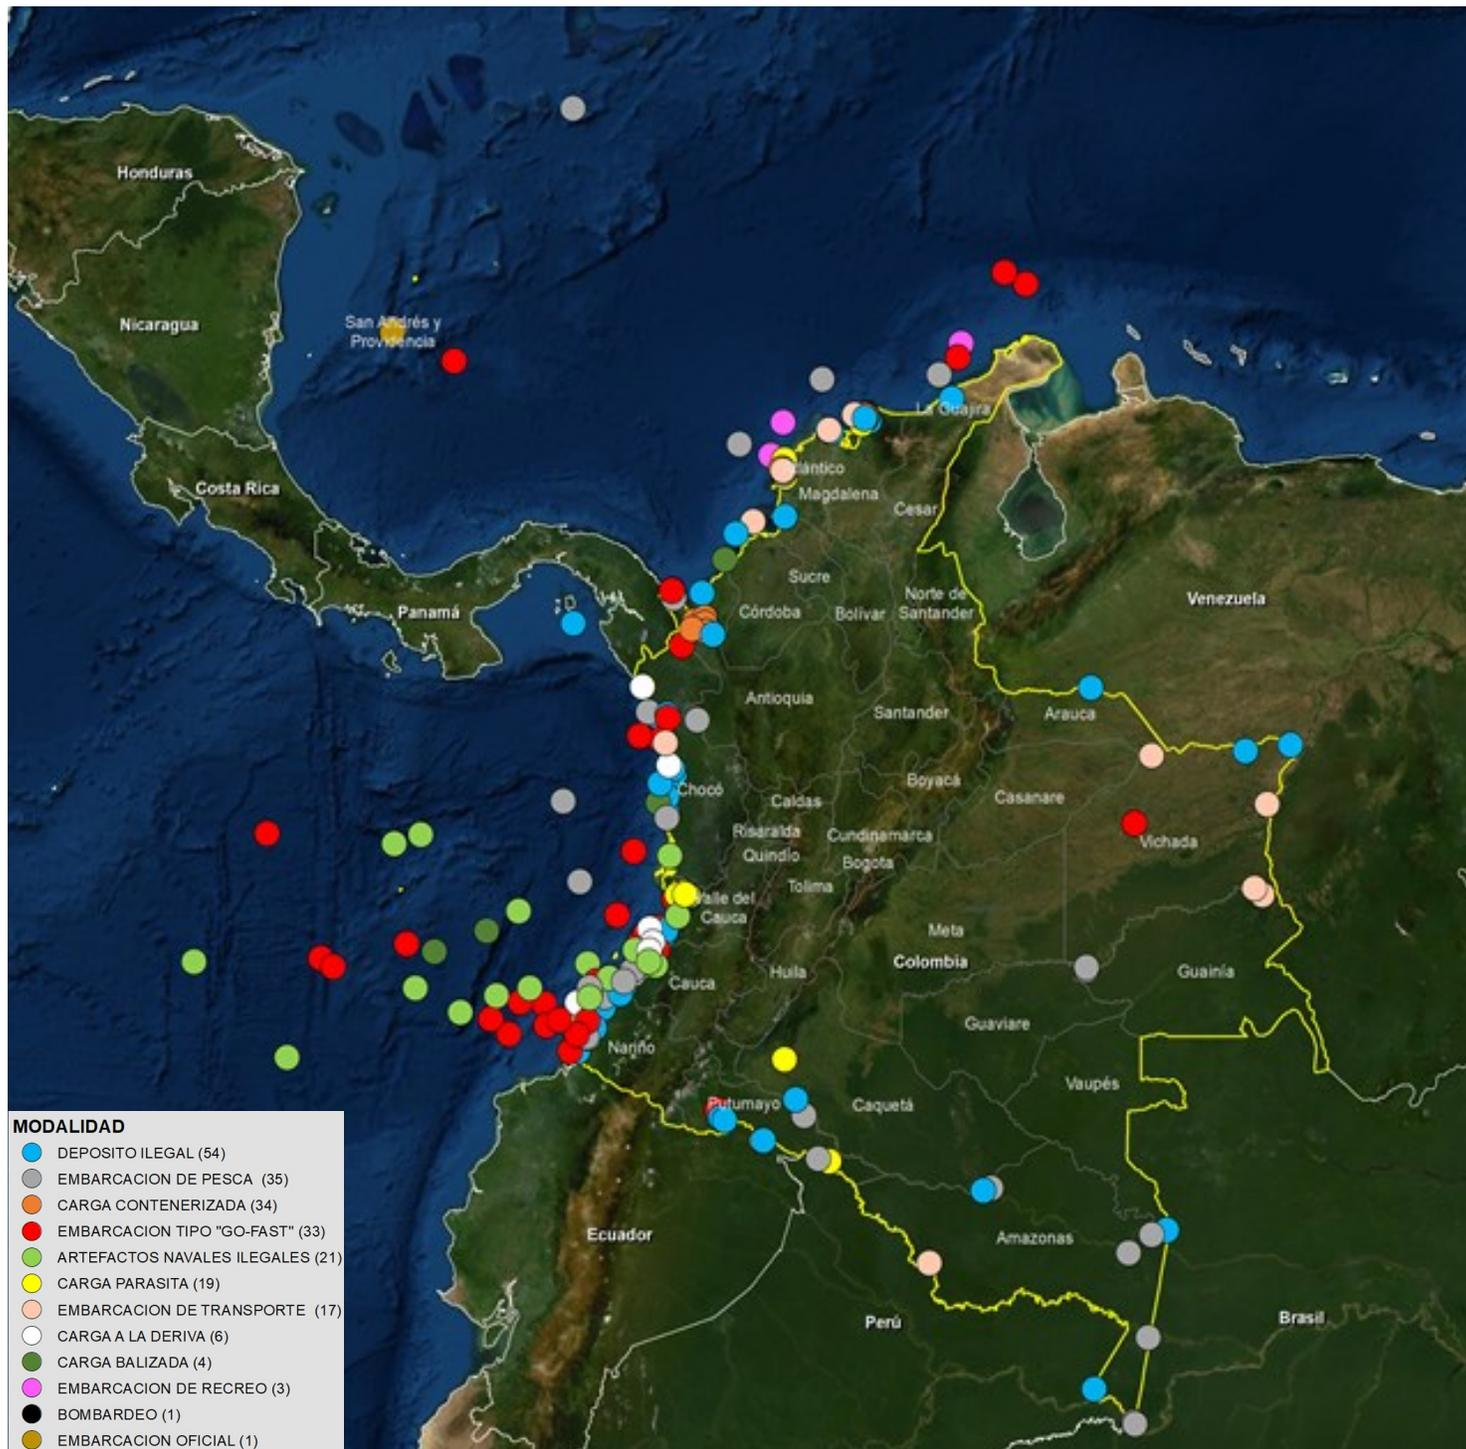 Honduras
Nicaragua
San Andrés y
Providencia
La Guajira
Costa Rica
tlántico
Magdalena
Cesar
Sucre
Norte de
Santander
Panamá
Córdoba
Bolívar
Venezuela
Antioquia
Santander
Arauca
Chocó
Boyacá
Caldas
Casanare
Risaralda
Cundinamarca
Vichada
Quindío
Bogota
Tolima
Valle del
Cauca
Meta
Colombia
Huila
Guainía
Cauca
Guaviare
Nariño
Vaupés
Putumayo
Caquetá
Ecuador
Amazonas
Perú
Brasil
MODALIDAD
DEPOSITO ILEGAL (54)
EMBARCACION DE PESCA (35)
CARGA CONTENERIZADA (34)
EMBARCACION TIPO "GO-FAST" (33)
ARTEFACTOS NAVALES ILEGALES (21)
CARGA PARASITA (19)
EMBARCACION DE TRANSPORTE (17)
CARGA A LA DERIVA (6)
CARGA BALIZADA (4)
EMBARCACION DE RECREO (3)
BOMBARDEO (1)
EMBARCACION OFICIAL (1)